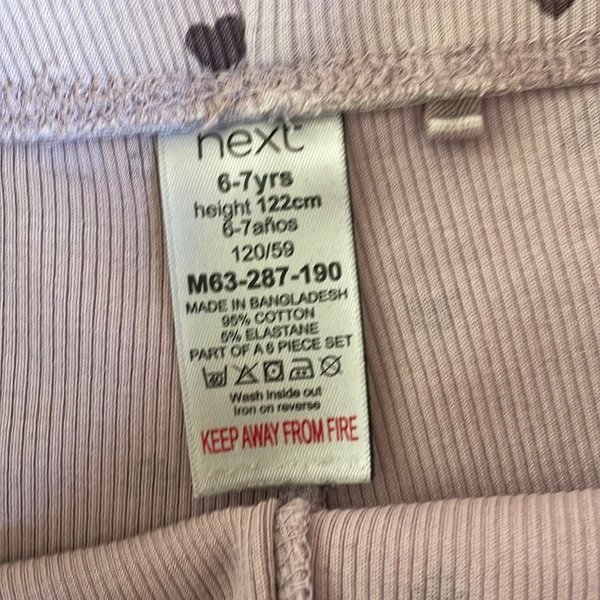 next
6-7yrs
height 122cm
6-7años
120/59
M63-287-190
MADE IN BANGLADESH
95% COTTON
5% ELASTANE
PART OF A 6 PIECE SET
40
Wash inside out
Iron on reverse
KEEP AWAY FROM FIRE